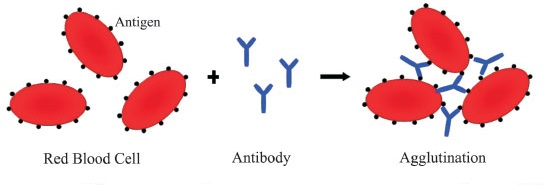 Antigen
+
Red Blood Cell
Antibody
Agglutination